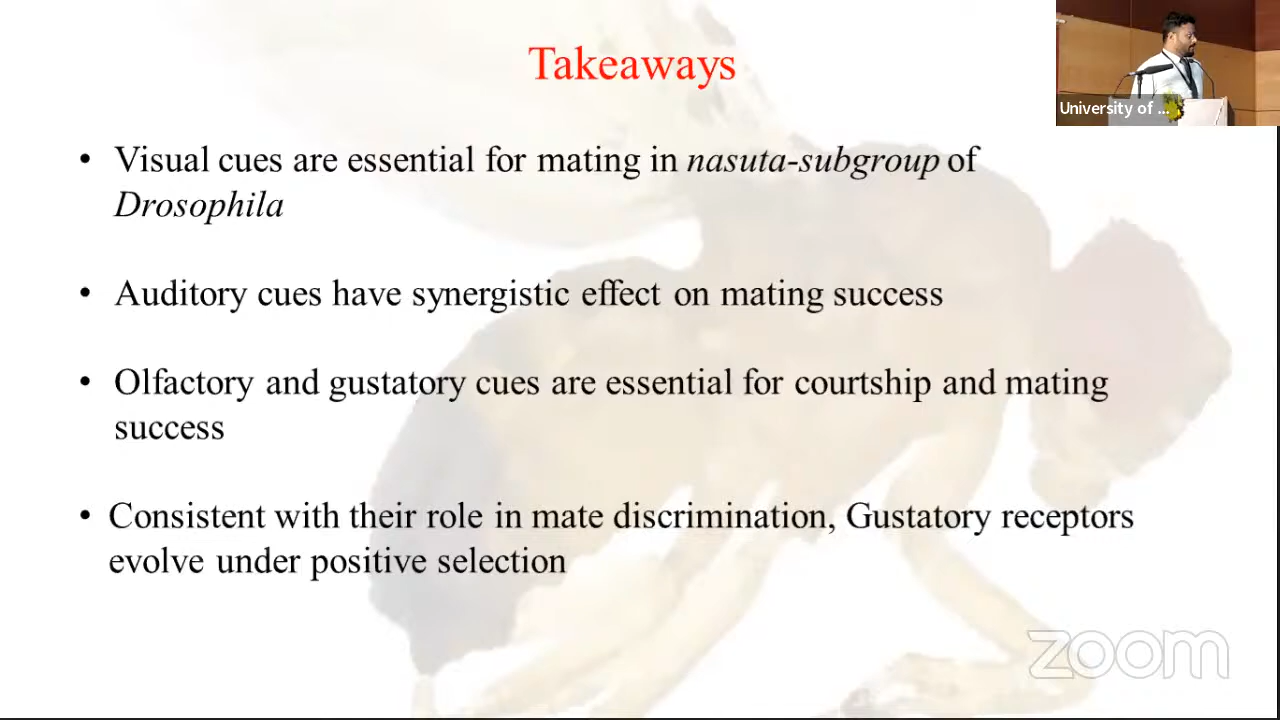 Takeaways
University of ...
• Visual cues are essential for mating in nasuta-subgroup of
Drosophila
• Auditory cues have synergistic effect on mating success
• Olfactory and gustatory cues are essential for courtship and mating
success
• Consistent with their role in mate discrimination, Gustatory receptors
evolve under positive selection
zoom